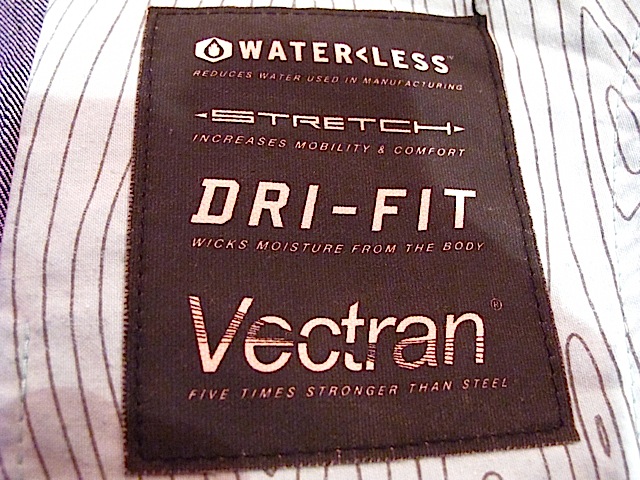 WATER<LESS™
REDUCES WATER USED IN MANUFACTURING
STRETCH
INCREASES MOBILITY & COMFORT
DRI-FIT
WICKS MOISTURE FROM THE BODY
Vectran®
FIVE TIMES STRONGER THAN STEEL